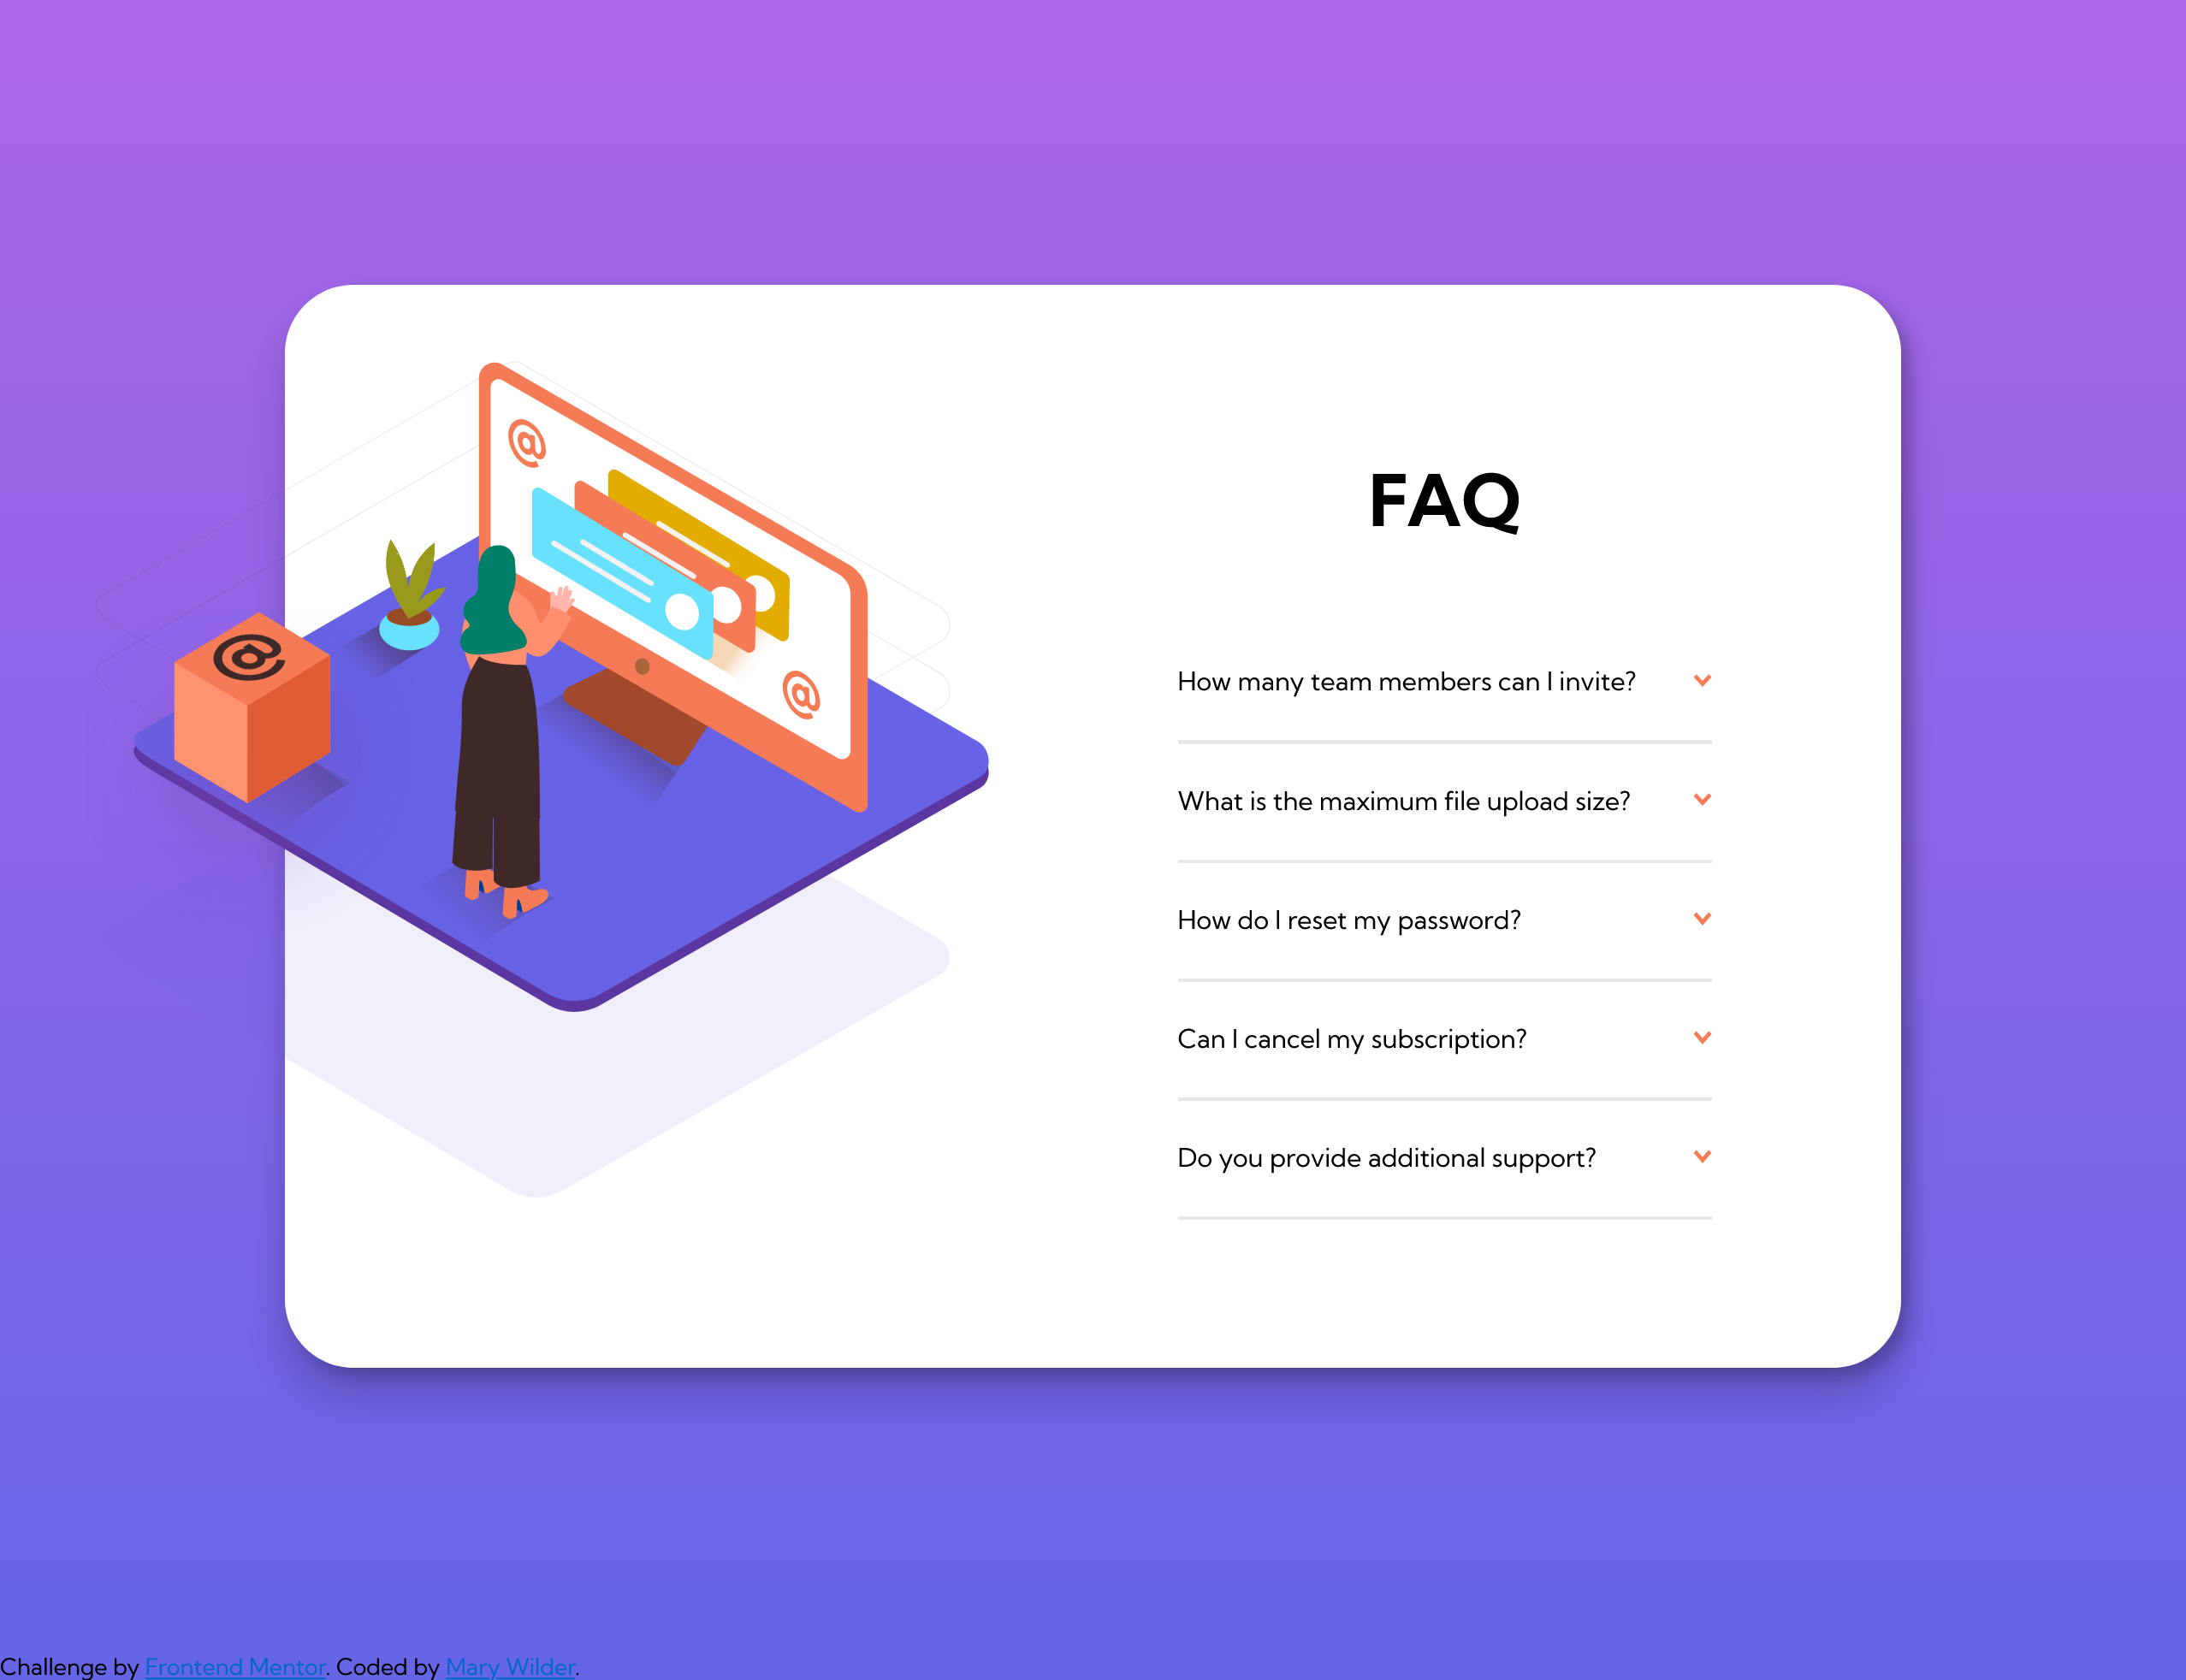 @
FAQ
@
@
How many team members can I invite?
What is the maximum file upload size?
How do I reset my password?
Can I cancel my subscription?
Do you provide additional support?
Challenge by Frontend Mentor. Coded by Mary Wilder.